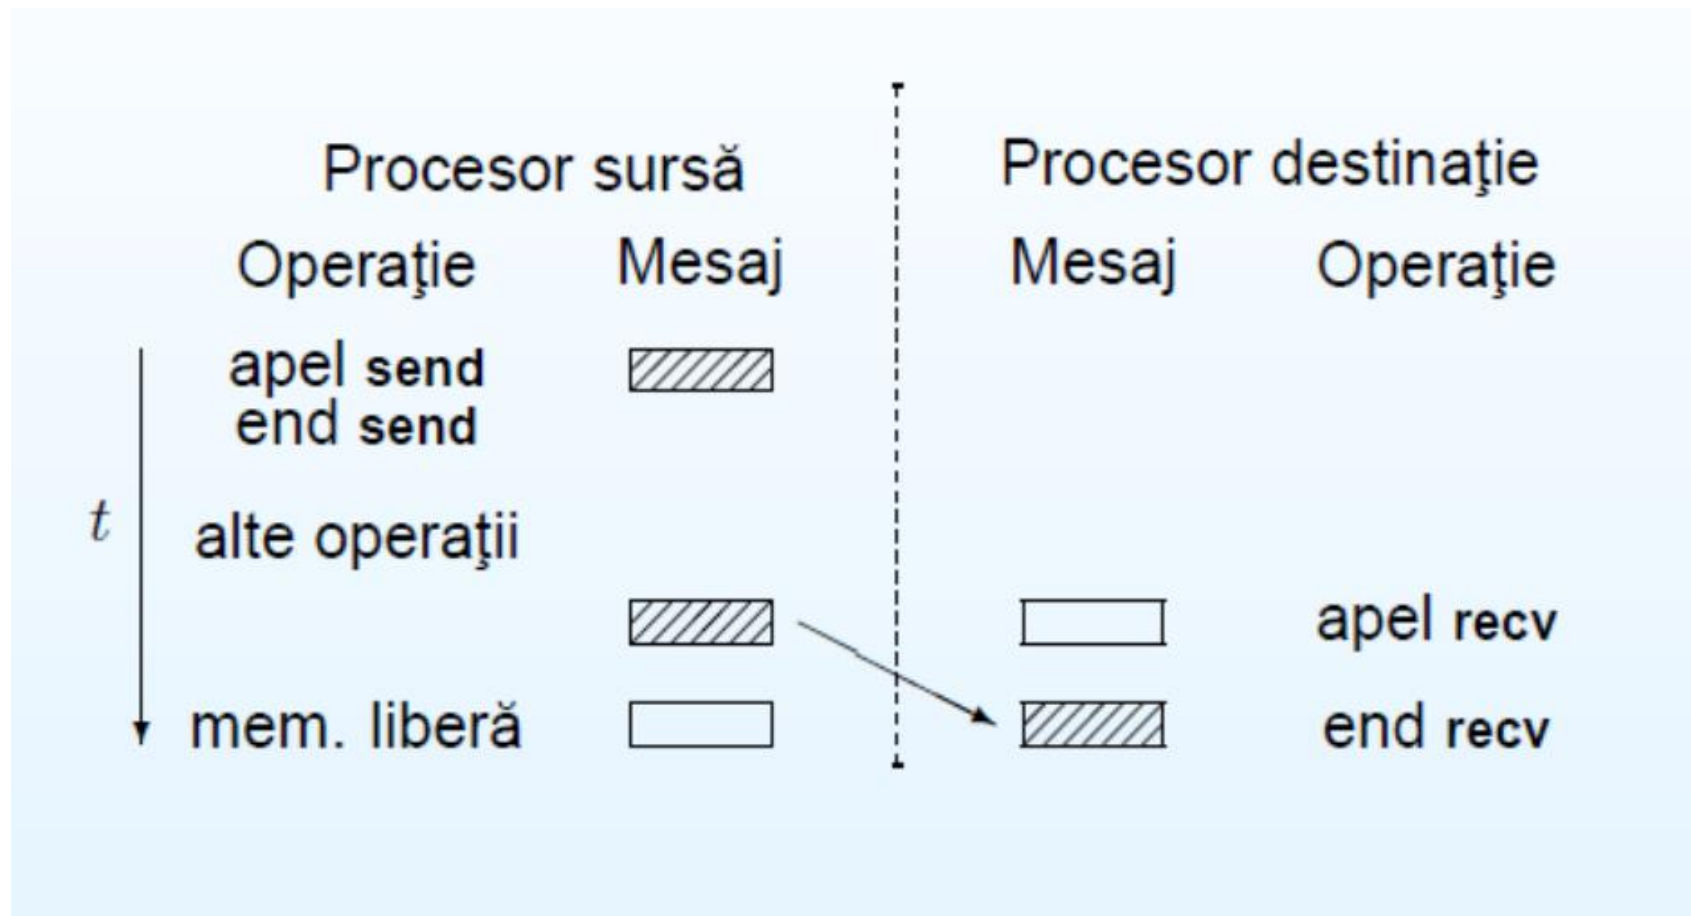 Procesor sursă
Procesor destinaţie
Operaţie
Mesaj
Mesaj
Operaţie
apel send
end send
t
alte operaţii
apel recv
mem. liberă
end recv